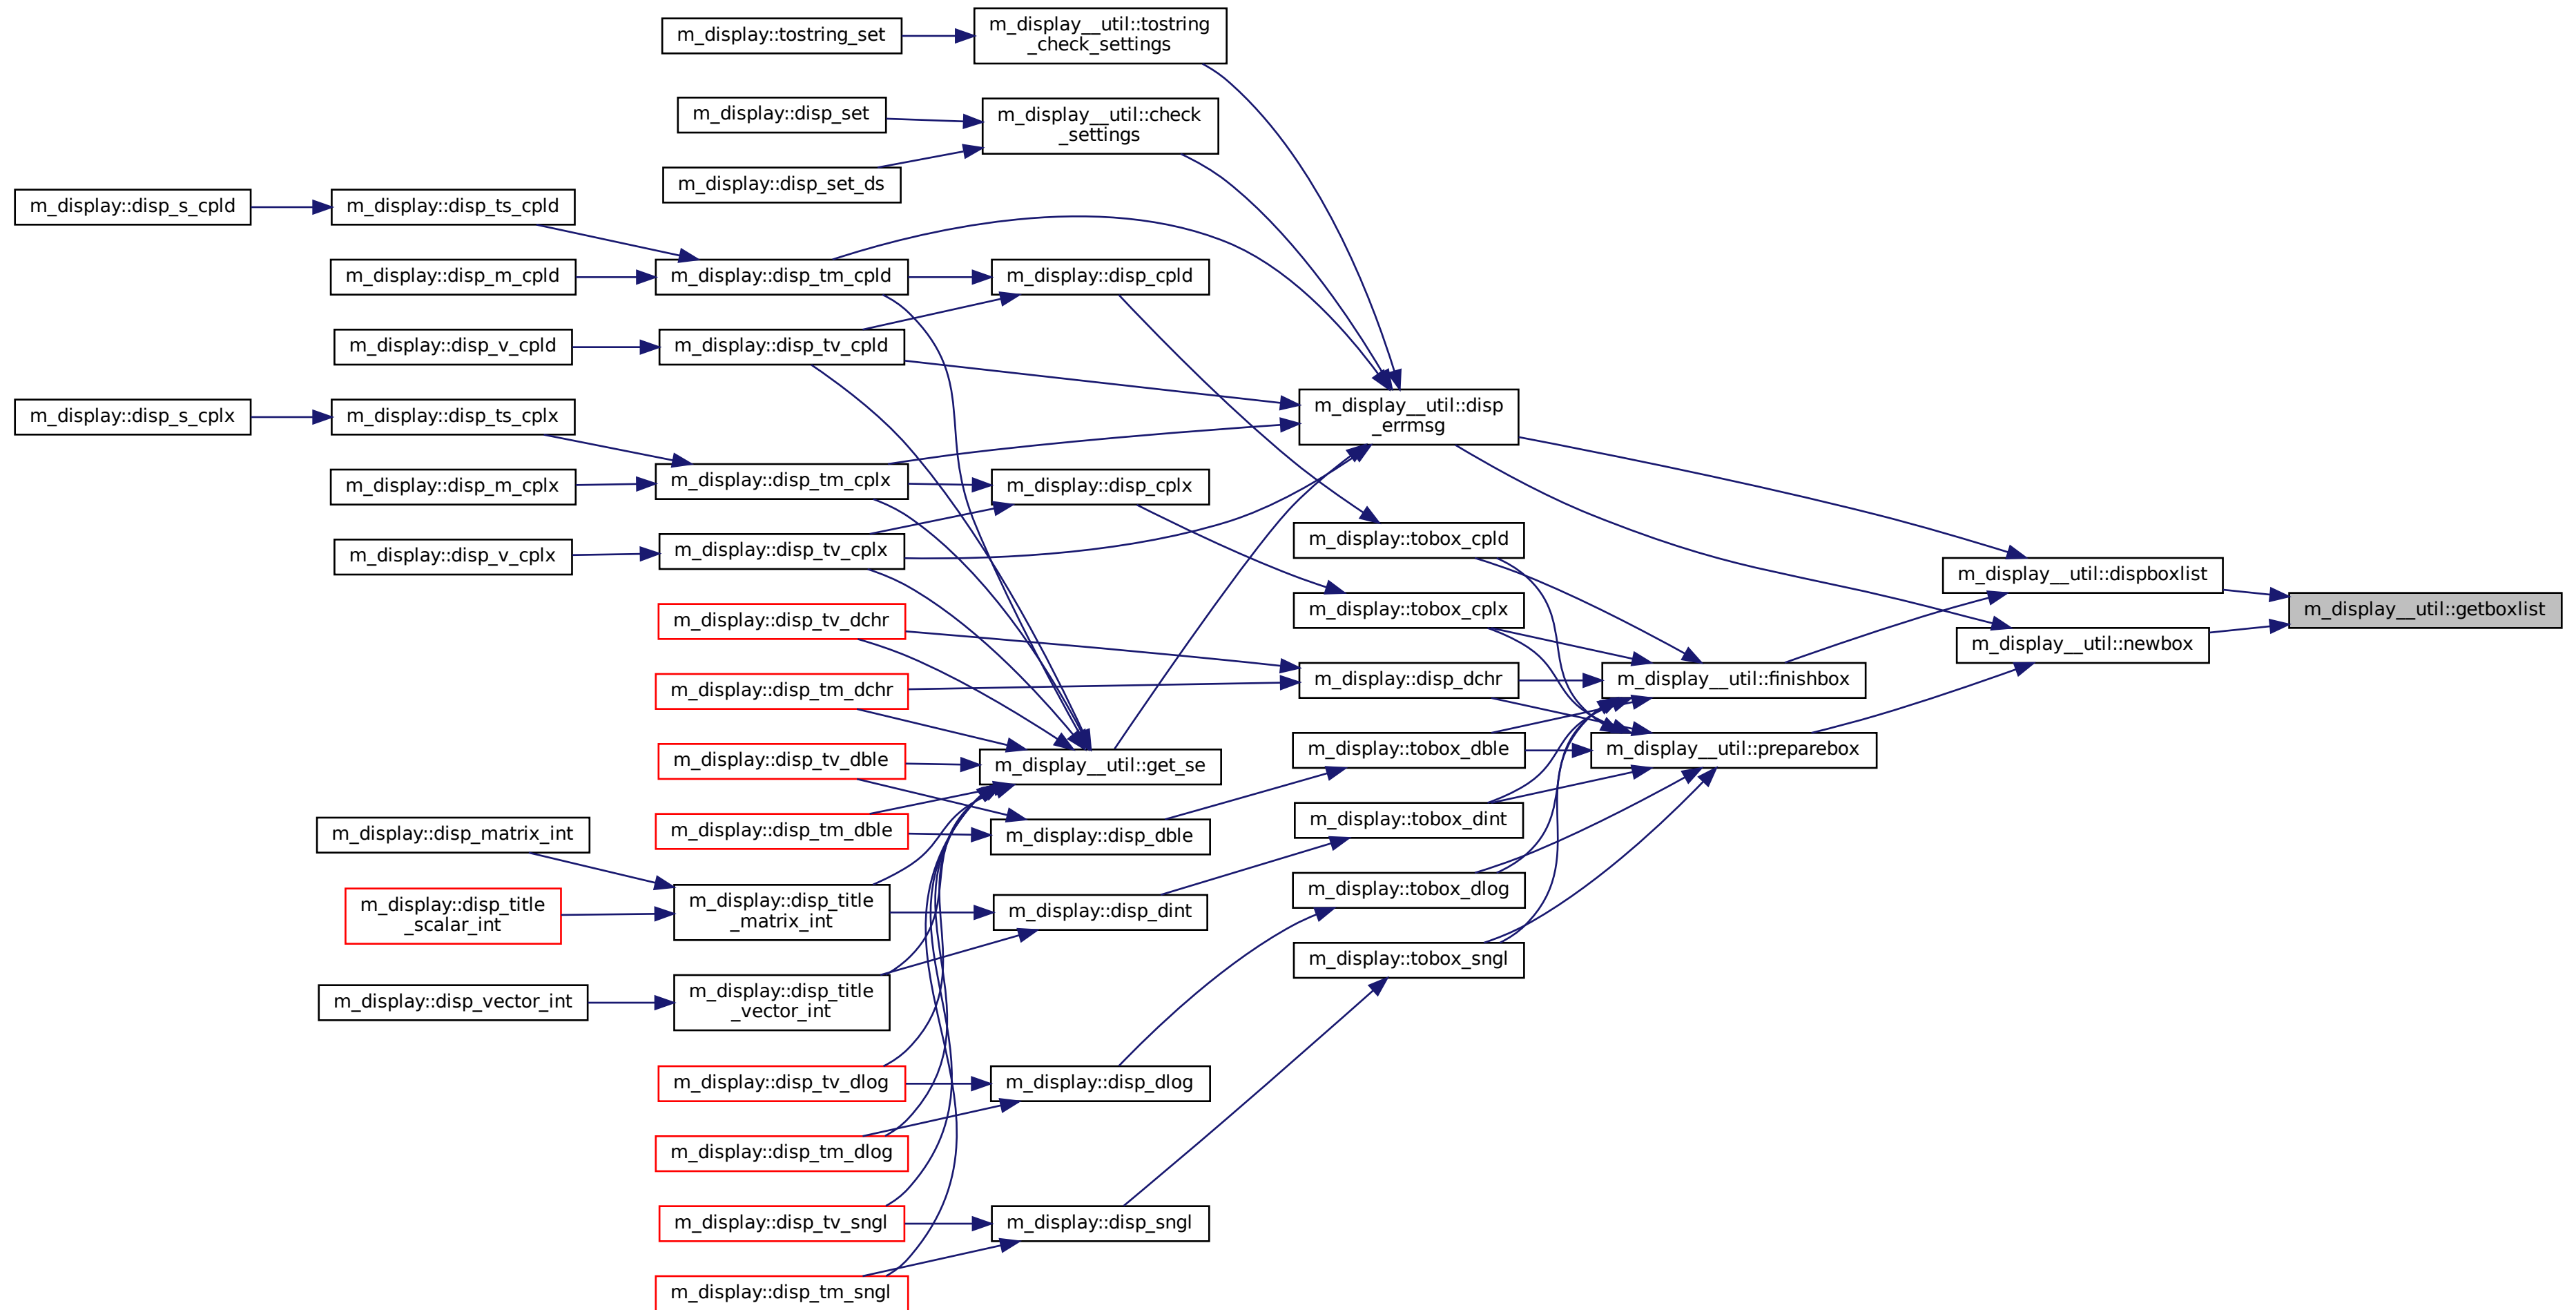 m_display::tostring_set
m_display__util::tostring
_check_settings
m_display::disp_set
m_display__util::check
_settings
m_display::disp_set_ds
m_display::disp_s_cpld
m_display::disp_ts_cpld
m_display::disp_m_cpld
m_display::disp_tm_cpld
m_display::disp_cpld
m_display::disp_v_cpld
m_display::disp_tv_cpld
m_display__util::disp
_errmsg
m_display::disp_s_cplx
m_display::disp_ts_cplx
m_display::disp_m_cplx
m_display::disp_tm_cplx
m_display::disp_cplx
m_display::disp_v_cplx
m_display::disp_tv_cplx
m_display::tobox_cpld
m_display__util::dispboxlist
m_display::disp_tv_dchr
m_display::tobox_cplx
m_display__util::getboxlist
m_display__util::newbox
m_display::disp_tm_dchr
m_display::disp_dchr
m_display__util::finishbox
m_display::disp_tv_dble
m_display__util::get_se
m_display::tobox_dble
m_display__util::preparebox
m_display::disp_matrix_int
m_display::disp_tm_dble
m_display::disp_dble
m_display::tobox_dint
m_display::disp_title
_scalar_int
m_display::disp_title
_matrix_int
m_display::disp_dint
m_display::tobox_dlog
m_display::disp_vector_int
m_display::disp_title
_vector_int
m_display::tobox_sngl
m_display::disp_tv_dlog
m_display::disp_dlog
m_display::disp_tm_dlog
m_display::disp_tv_sngl
m_display::disp_sngl
m_display::disp_tm_sngl